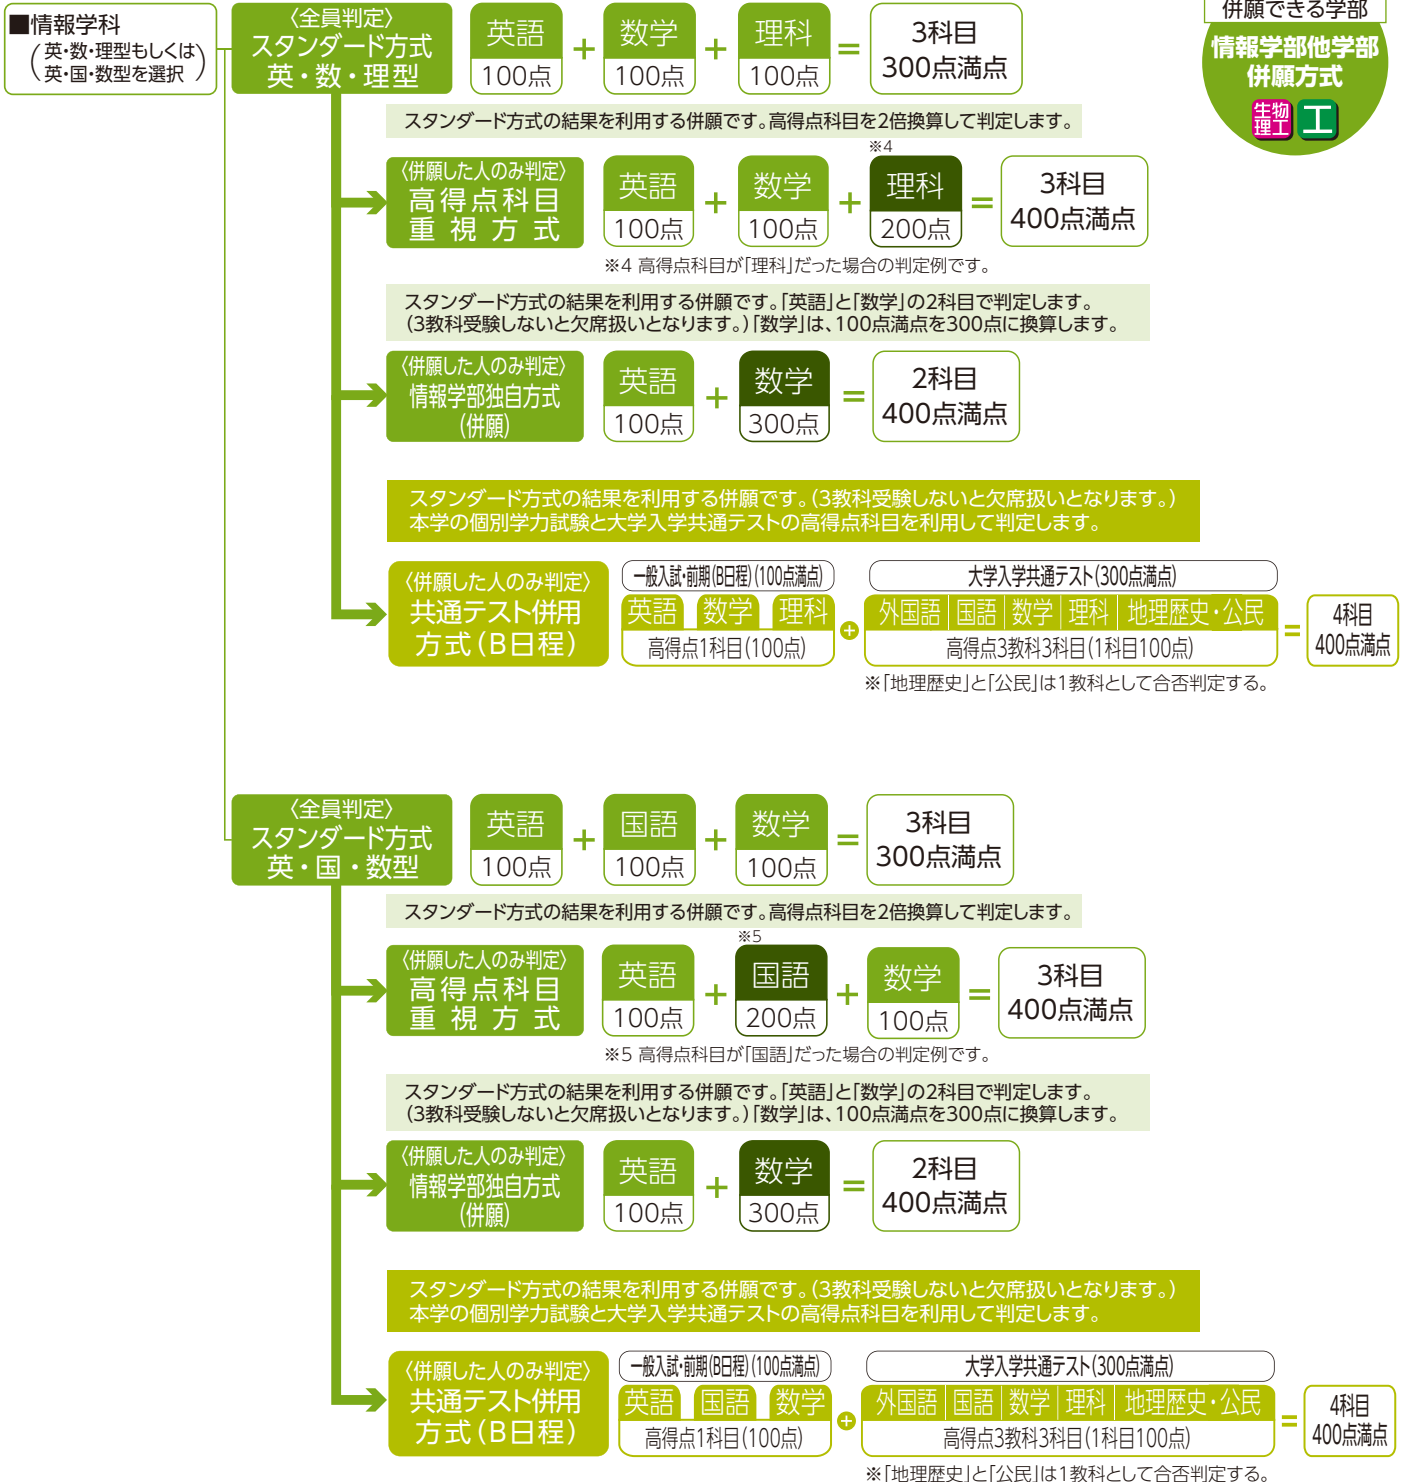 ■情報学科
(英・数・理型もしくは
英・国・数型を選択)
〈全員判定〉
スタンダード方式
英・数・理型
英語 + 数学 + 理科 = 3科目
100点 100点 100点 300点満点
併願できる学部
情報学部他学部
併願方式
生物理工 工
スタンダード方式の結果を利用する併願です。高得点科目を2倍換算して判定します。
※4
〈併願した人のみ判定〉
高得点科目
重視方式
英語 + 数学 + 理科 = 3科目
100点 100点 200点 400点満点
※4 高得点科目が「理科」だった場合の判定例です。
スタンダード方式の結果を利用する併願です。「英語」と「数学」の2科目で判定します。
(3教科受験しないと欠席扱いとなります。)「数学」は、100点満点を300点に換算します。
〈併願した人のみ判定〉
情報学部独自方式
(併願)
英語 + 数学 = 2科目
100点 300点 400点満点
スタンダード方式の結果を利用する併願です。(3教科受験しないと欠席扱いとなります。)
本学の個別学力試験と大学入学共通テストの高得点科目を利用して判定します。
〈併願した人のみ判定〉
共通テスト併用
方式(B日程)
一般入試・前期(B日程)(100点満点) 大学入学共通テスト(300点満点)
英語 数学 理科 + 外国語 国語 数学 理科 地理歴史・公民 = 4科目
高得点1科目(100点) 高得点3教科3科目(1科目100点) 400点満点
※「地理歴史」と「公民」は1教科として合否判定する。
〈全員判定〉
スタンダード方式
英・国・数型
英語 + 国語 + 数学 = 3科目
100点 100点 100点 300点満点
スタンダード方式の結果を利用する併願です。高得点科目を2倍換算して判定します。
※5
〈併願した人のみ判定〉
高得点科目
重視方式
英語 + 国語 + 数学 = 3科目
100点 200点 100点 400点満点
※5 高得点科目が「国語」だった場合の判定例です。
スタンダード方式の結果を利用する併願です。「英語」と「数学」の2科目で判定します。
(3教科受験しないと欠席扱いとなります。)「数学」は、100点満点を300点に換算します。
〈併願した人のみ判定〉
情報学部独自方式
(併願)
英語 + 数学 = 2科目
100点 300点 400点満点
スタンダード方式の結果を利用する併願です。(3教科受験しないと欠席扱いとなります。)
本学の個別学力試験と大学入学共通テストの高得点科目を利用して判定します。
〈併願した人のみ判定〉
共通テスト併用
方式(B日程)
一般入試・前期(B日程)(100点満点) 大学入学共通テスト(300点満点)
英語 国語 数学 + 外国語 国語 数学 理科 地理歴史・公民 = 4科目
高得点1科目(100点) 高得点3教科3科目(1科目100点) 400点満点
※「地理歴史」と「公民」は1教科として合否判定する。